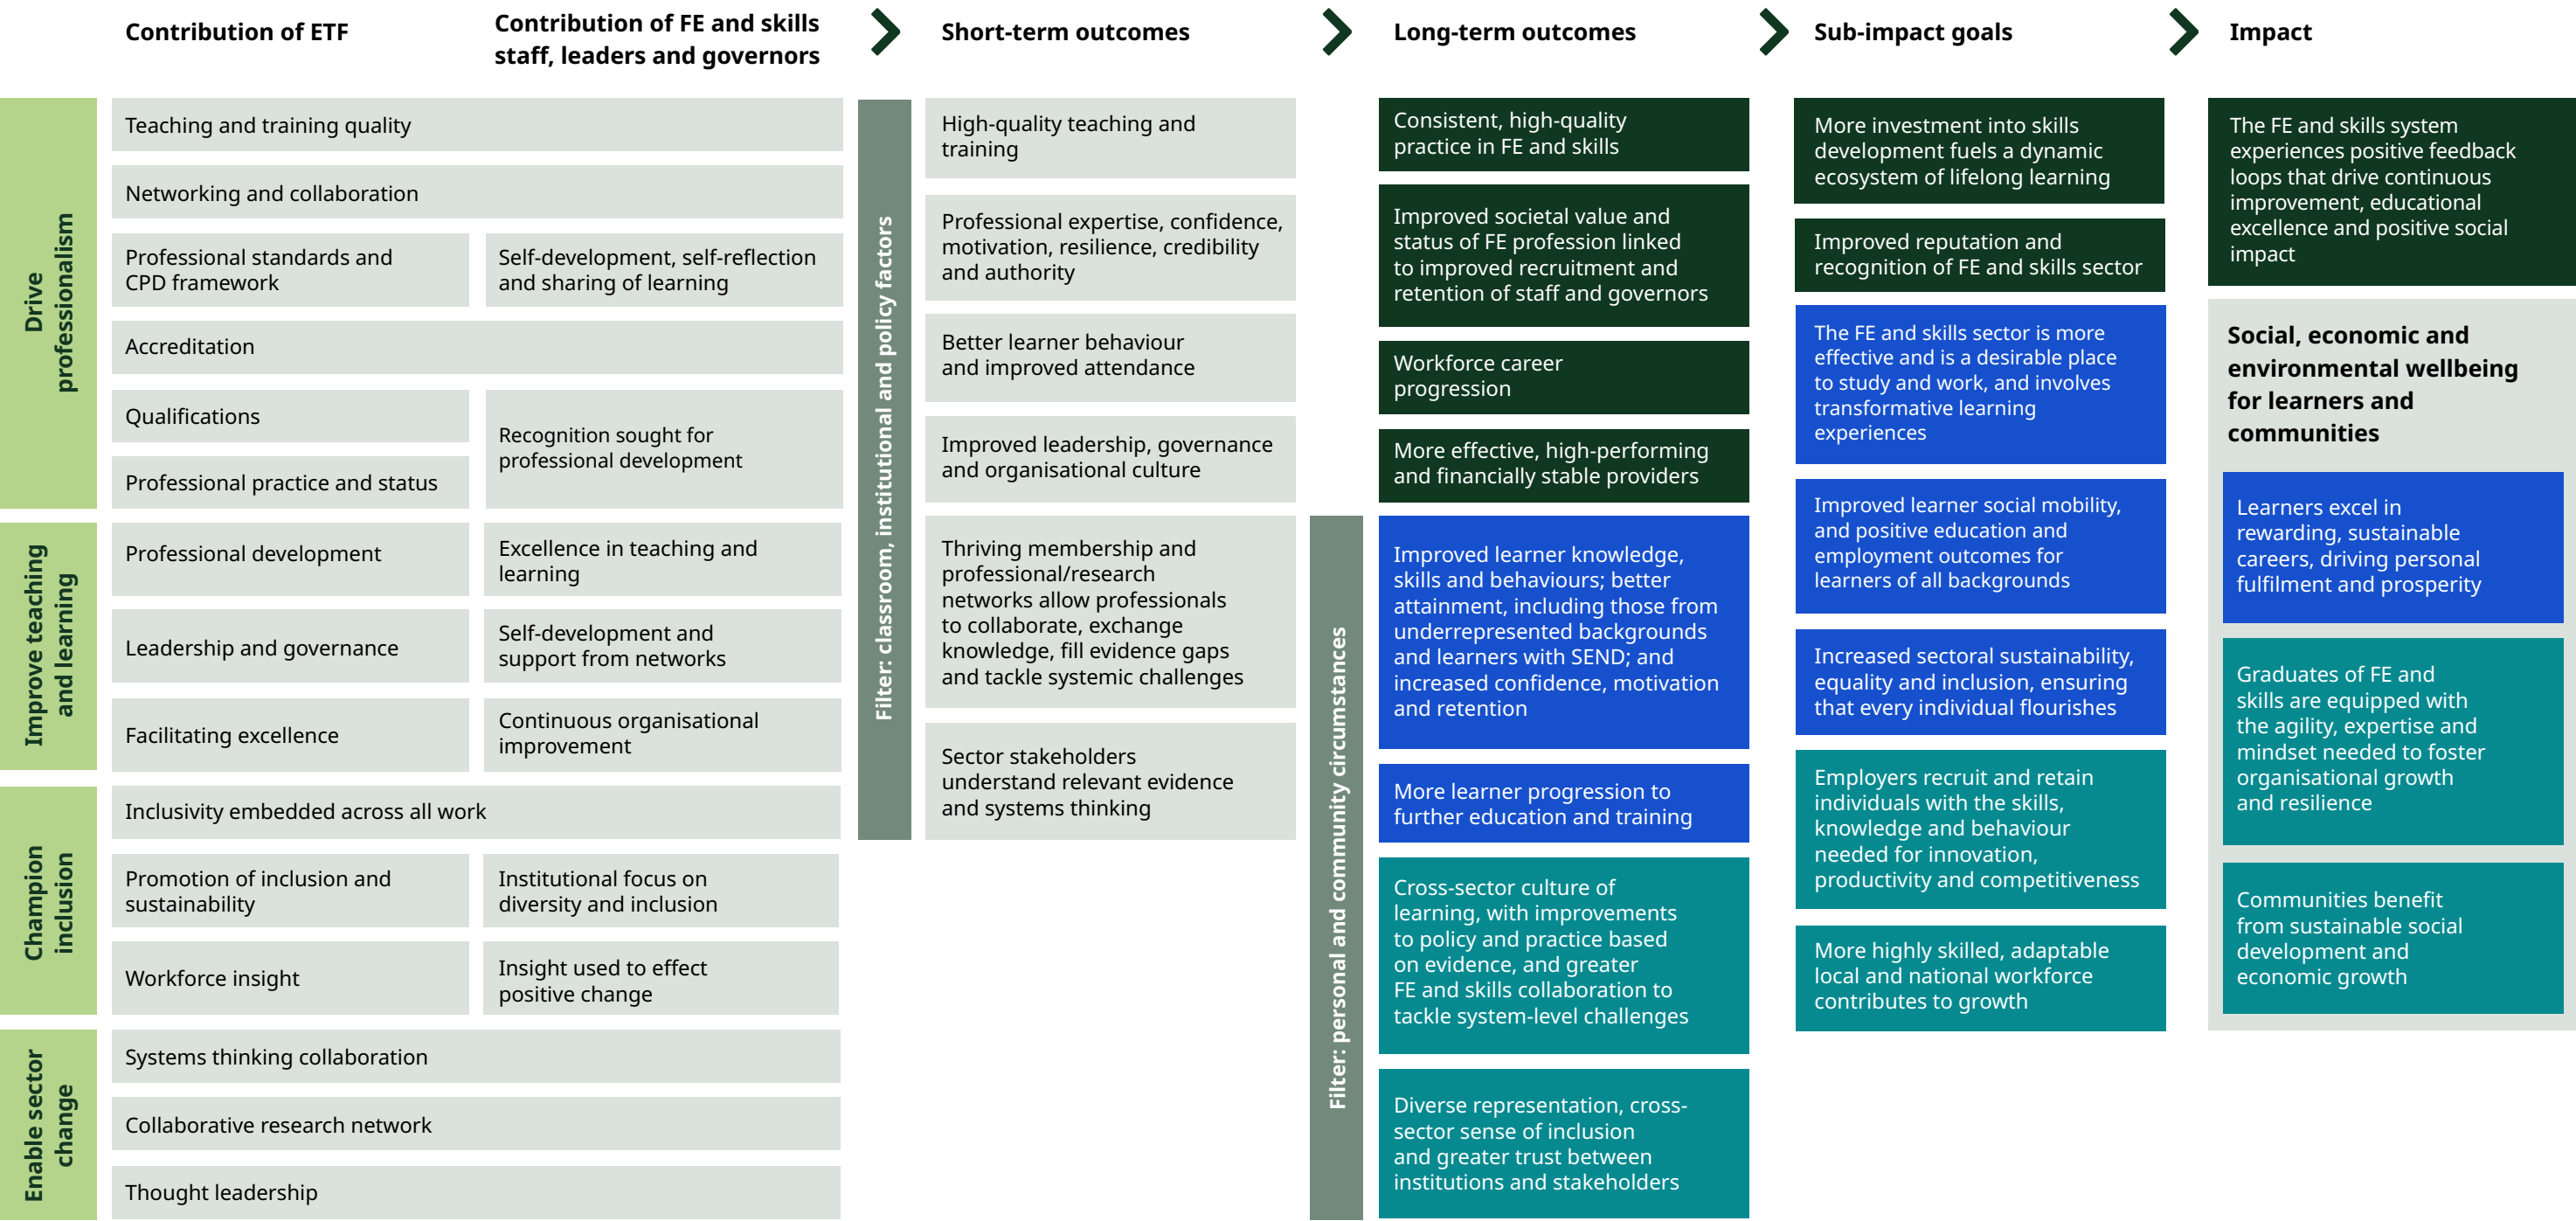 Contribution of ETF
Contribution of FE and skills
staff, leaders and governors
Short-term outcomes
Long-term outcomes
Sub-impact goals
Impact
Drive
professionalism
Teaching and training quality
Networking and collaboration
Professional standards and
CPD framework
Self-development, self-reflection
and sharing of learning
Accreditation
Qualifications
Professional practice and status
Recognition sought for
professional development
Improve teaching
and learning
Professional development
Excellence in teaching and
learning
Leadership and governance
Self-development and
support from networks
Facilitating excellence
Continuous organisational
improvement
Champion
inclusion
Inclusivity embedded across all work
Promotion of inclusion and
sustainability
Institutional focus on
diversity and inclusion
Workforce insight
Insight used to effect
positive change
Enable sector
change
Systems thinking collaboration
Collaborative research network
Thought leadership
Filter: classroom, institutional and policy factors
High-quality teaching and
training
Professional expertise, confidence,
motivation, resilience, credibility
and authority
Better learner behaviour
and improved attendance
Improved leadership, governance
and organisational culture
Thriving membership and
professional/research
networks allow professionals
to collaborate, exchange
knowledge, fill evidence gaps
and tackle systemic challenges
Sector stakeholders
understand relevant evidence
and systems thinking
Filter: personal and community circumstances
Consistent, high-quality
practice in FE and skills
Improved societal value and
status of FE profession linked
to improved recruitment and
retention of staff and governors
Workforce career
progression
More effective, high-performing
and financially stable providers
Improved learner knowledge,
skills and behaviours; better
attainment, including those from
underrepresented backgrounds
and learners with SEND; and
increased confidence, motivation
and retention
More learner progression to
further education and training
Cross-sector culture of
learning, with improvements
to policy and practice based
on evidence, and greater
FE and skills collaboration to
tackle system-level challenges
Diverse representation, cross-
sector sense of inclusion
and greater trust between
institutions and stakeholders
More investment into skills
development fuels a dynamic
ecosystem of lifelong learning
Improved reputation and
recognition of FE and skills sector
The FE and skills sector is more
effective and is a desirable place
to study and work, and involves
transformative learning
experiences
Improved learner social mobility,
and positive education and
employment outcomes for
learners of all backgrounds
Increased sectoral sustainability,
equality and inclusion, ensuring
that every individual flourishes
Employers recruit and retain
individuals with the skills,
knowledge and behaviour
needed for innovation,
productivity and competitiveness
More highly skilled, adaptable
local and national workforce
contributes to growth
The FE and skills system
experiences positive feedback
loops that drive continuous
improvement, educational
excellence and positive social
impact
Social, economic and
environmental wellbeing
for learners and
communities
Learners excel in
rewarding, sustainable
careers, driving personal
fulfilment and prosperity
Graduates of FE and
skills are equipped with
the agility, expertise and
mindset needed to foster
organisational growth
and resilience
Communities benefit
from sustainable social
development and
economic growth